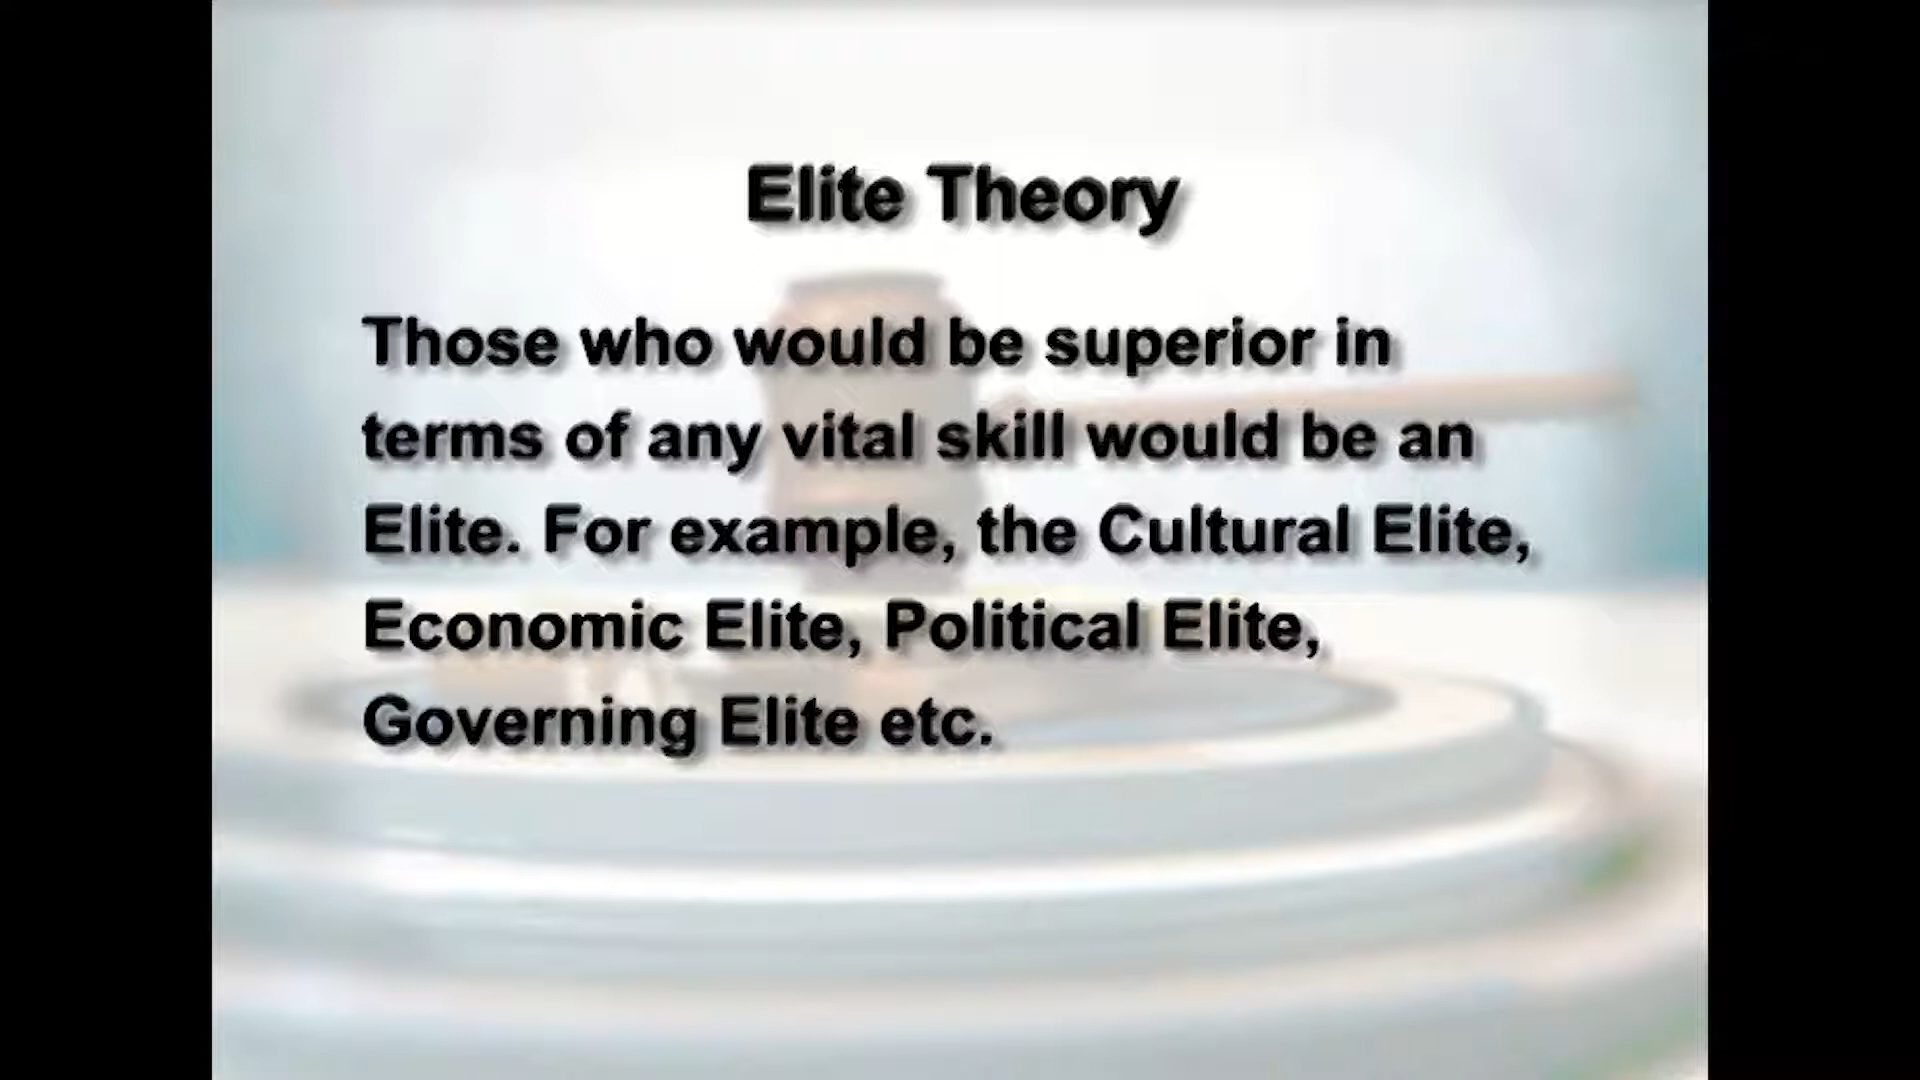 Elite Theory
Those who would be superior in
terms of any vital skill would be an
Elite. For example, the Cultural Elite,
Economic Elite, Political Elite,
Governing Elite etc.